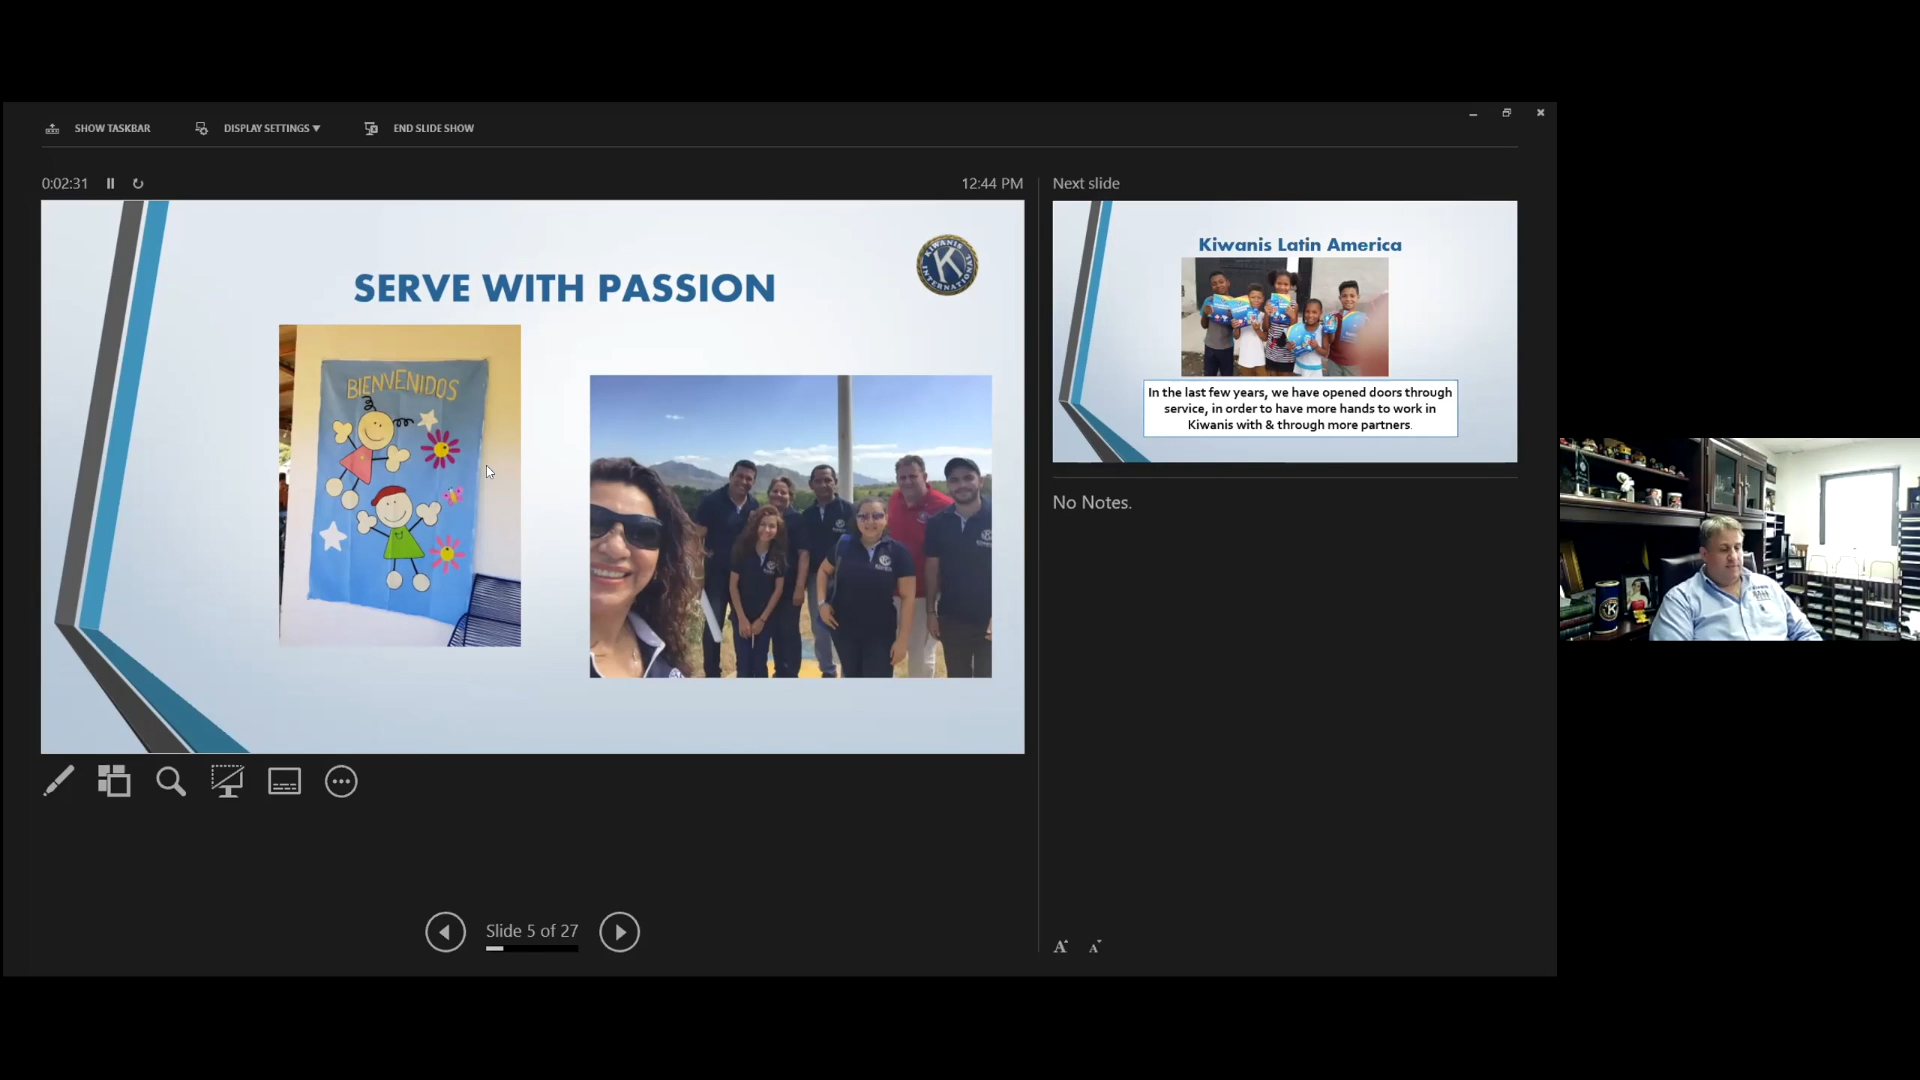 SHOW TASKBAR
DISPLAY SETTINGS ▼
END SLIDE SHOW
0:02:31
12:44 PM
SERVE WITH PASSION
KIWANIS
K
INTERNATIONAL
BIENVENIDOS
Slide 5 of 27
Next slide
Kiwanis Latin America
In the last few years, we have opened doors through
service, in order to have more hands to work in
Kiwanis with & through more partners.
No Notes.
A A
K